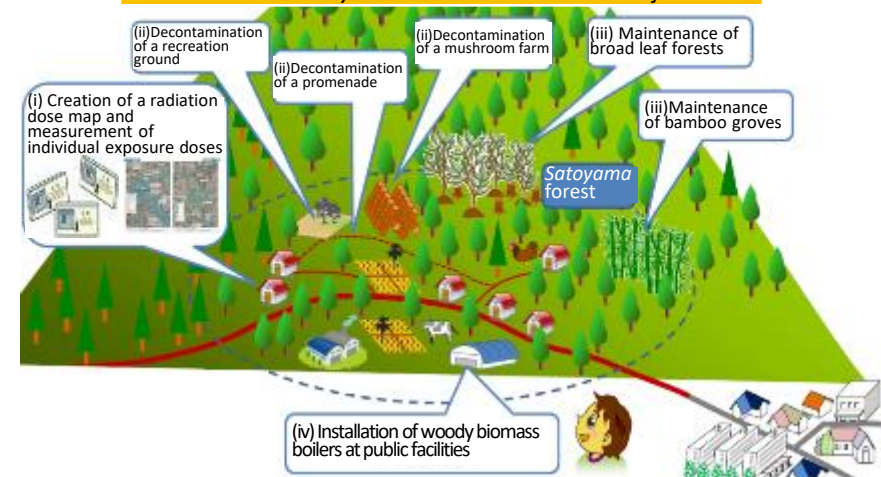 (ii)Decontamination
of a recreation
ground
(ii)Decontamination
of a promenade
(ii)Decontamination
of a mushroom farm
(iii) Maintenance of
broad leaf forests
(iii)Maintenance
of bamboo groves
(i) Creation of a radiation
dose map and
measurement of
individual exposure doses
Satoyama
forest
(iv) Installation of woody biomass
boilers at public facilities